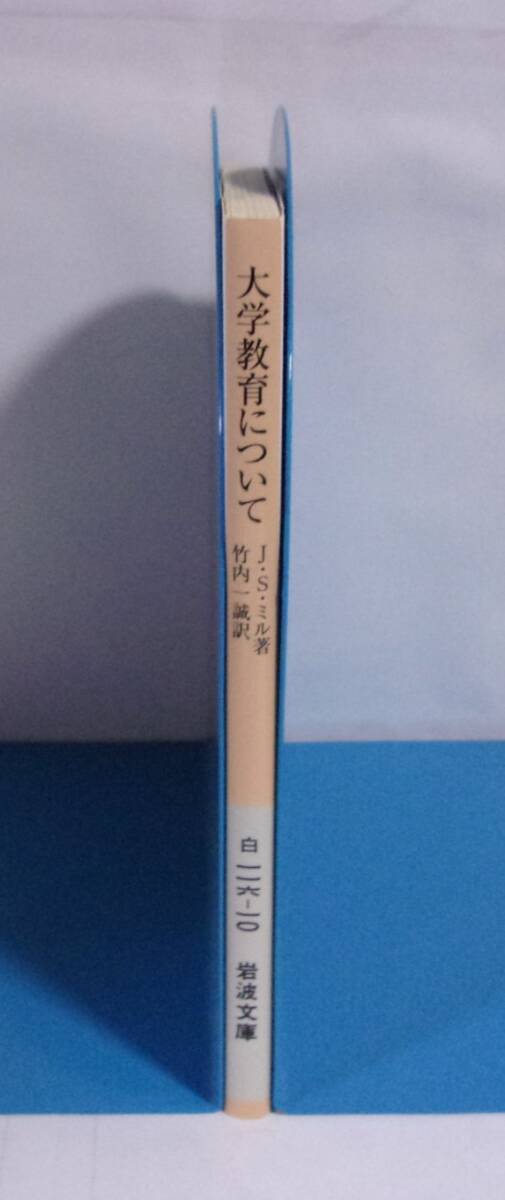 大学教育について
J・S・ミル著
竹内一誠訳
白一一六-一〇
岩波文庫